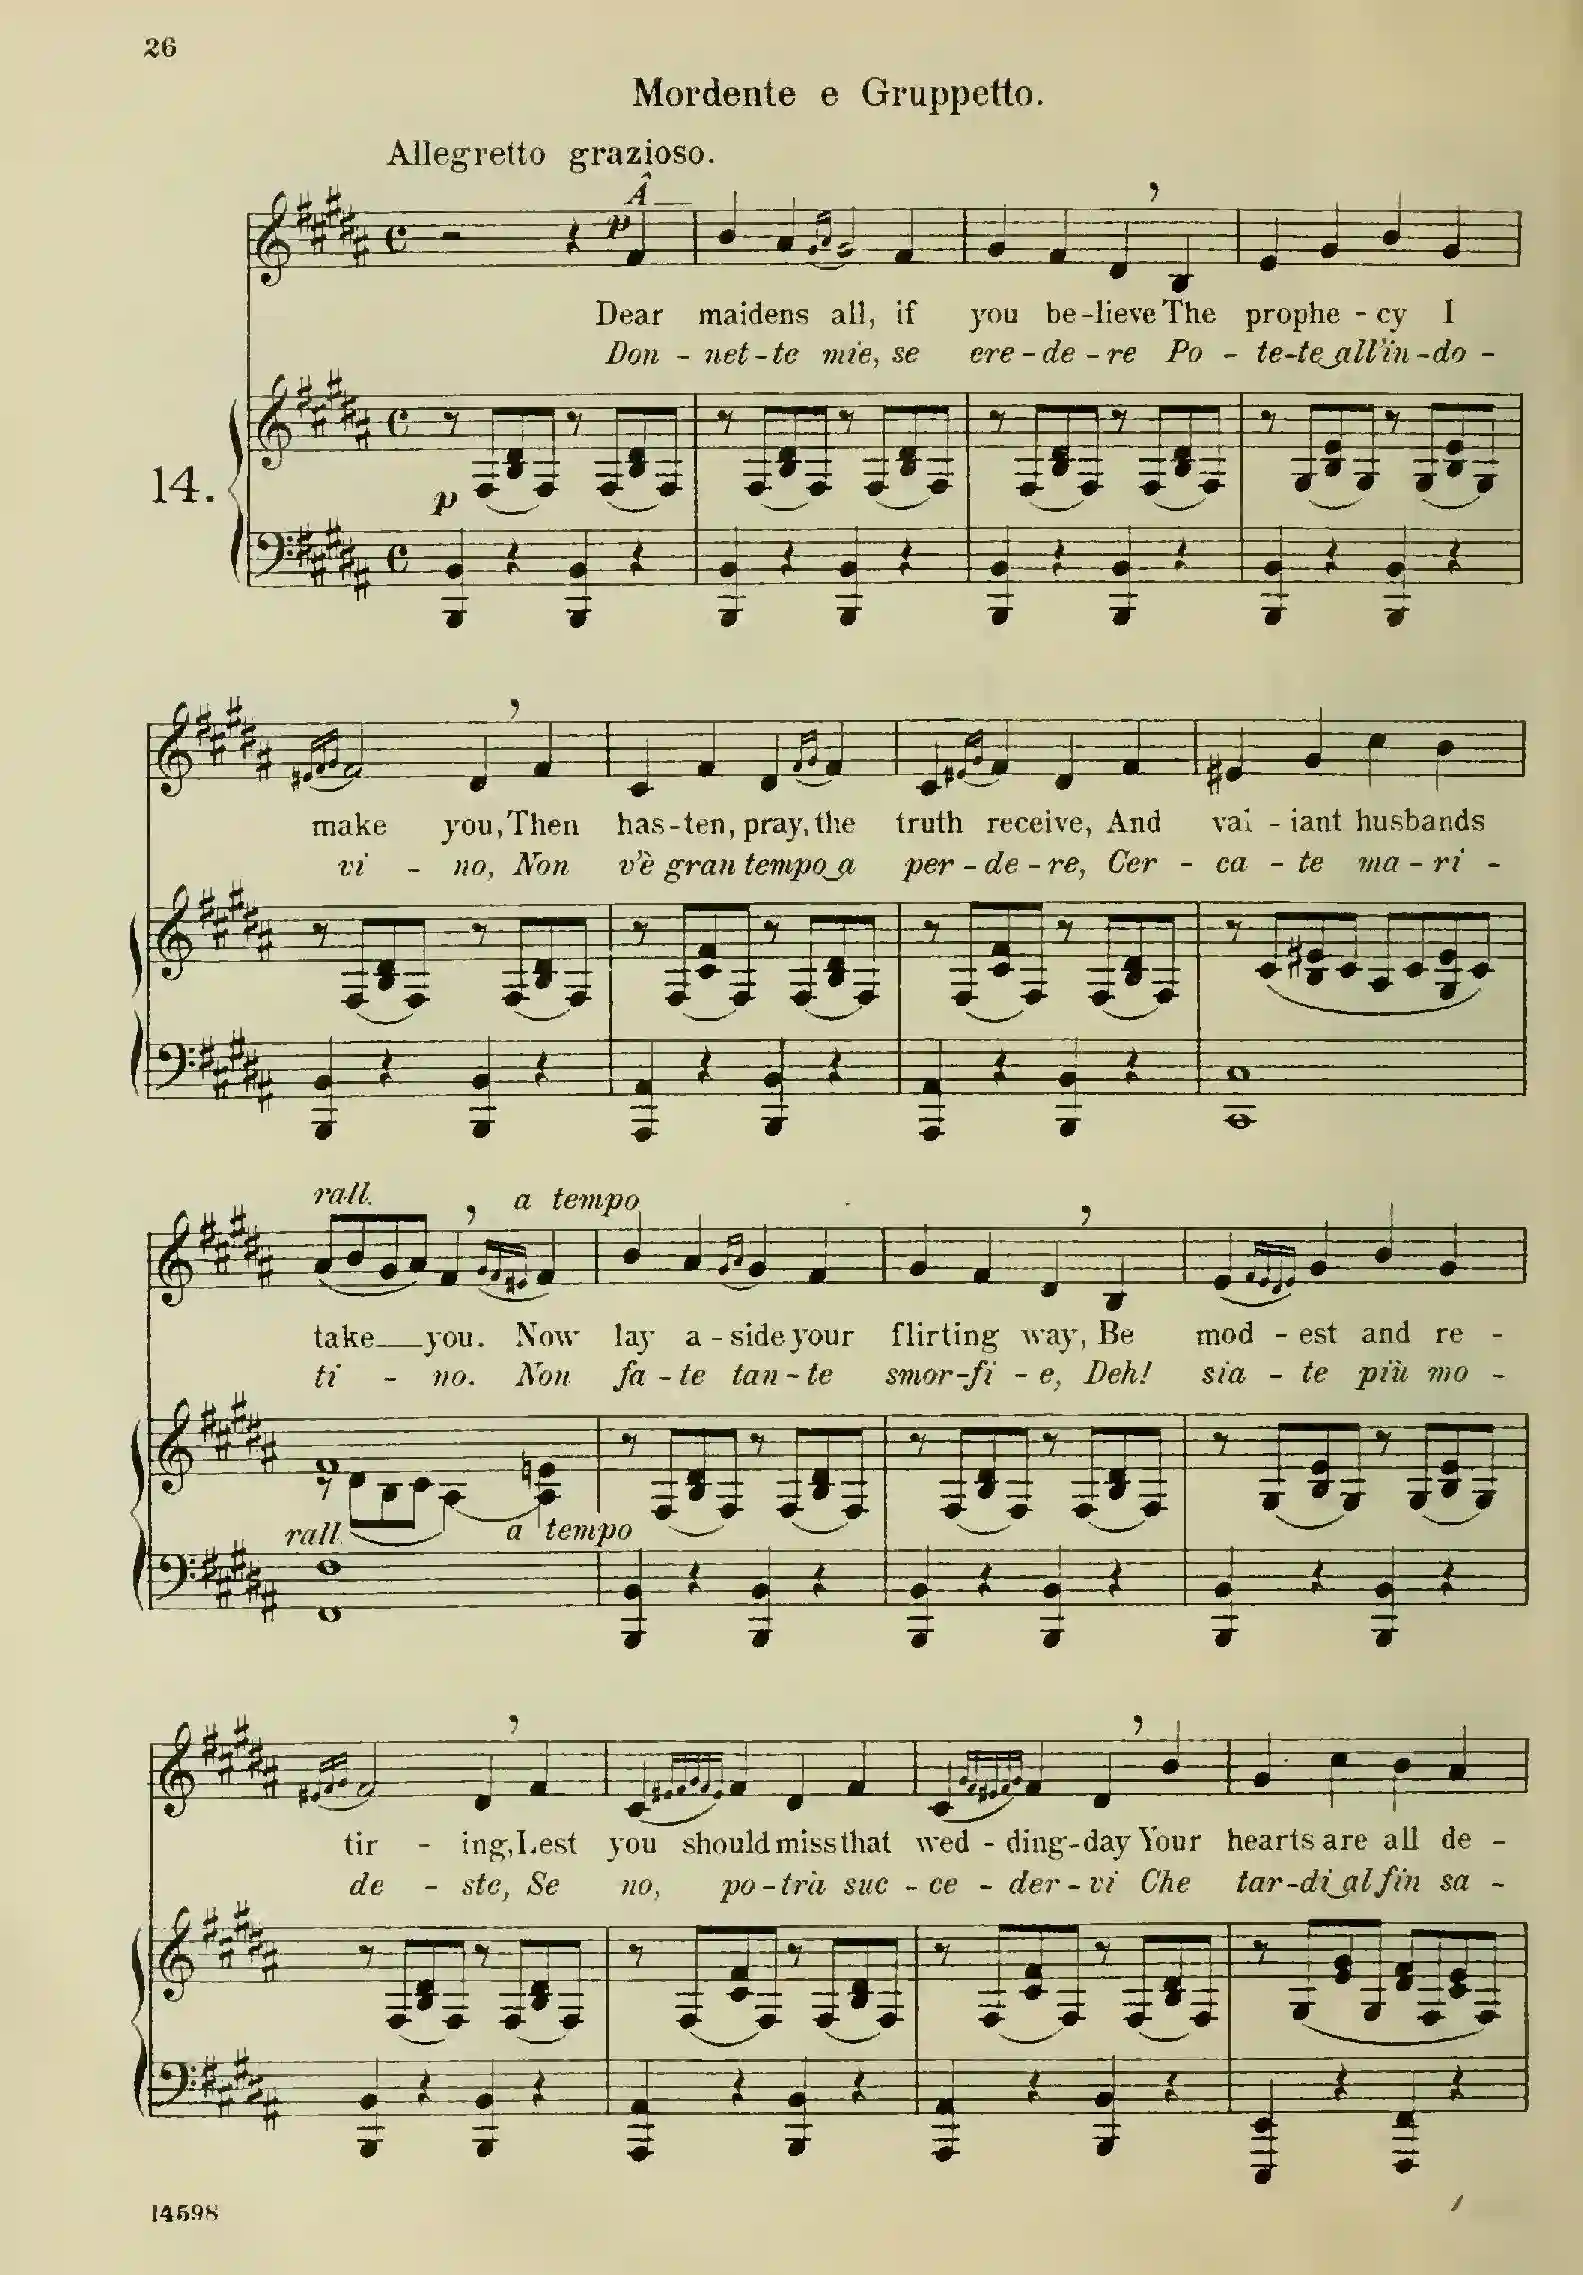 26
Mordente e Gruppetto.
Allegretto grazioso.
Â
p
Dear maidens all, if you be-lieve The prophe - cy I
Don - net-te mie, se cre-de-re Po - te-te all'in-do -
14.
p
make you, Then has-ten, pray, the truth receive, And vai - iant husbands
vi - no, Non v'è gran tempo a per-de-re, Cer - ca - te ma-ri -
rall. a tempo
take you. Now lay a-side your flirting way, Be mod - est and re -
ti - no. Non fa-te tan-te smor-fi-e, Deh! sia - te più mo -
rall. a tempo
tir - ing, Lest you should miss that wed - ding-day Your hearts are all de -
de - ste, Se no, po-trà suc - ce - der-vi Che tar-di al fin sa -
14598